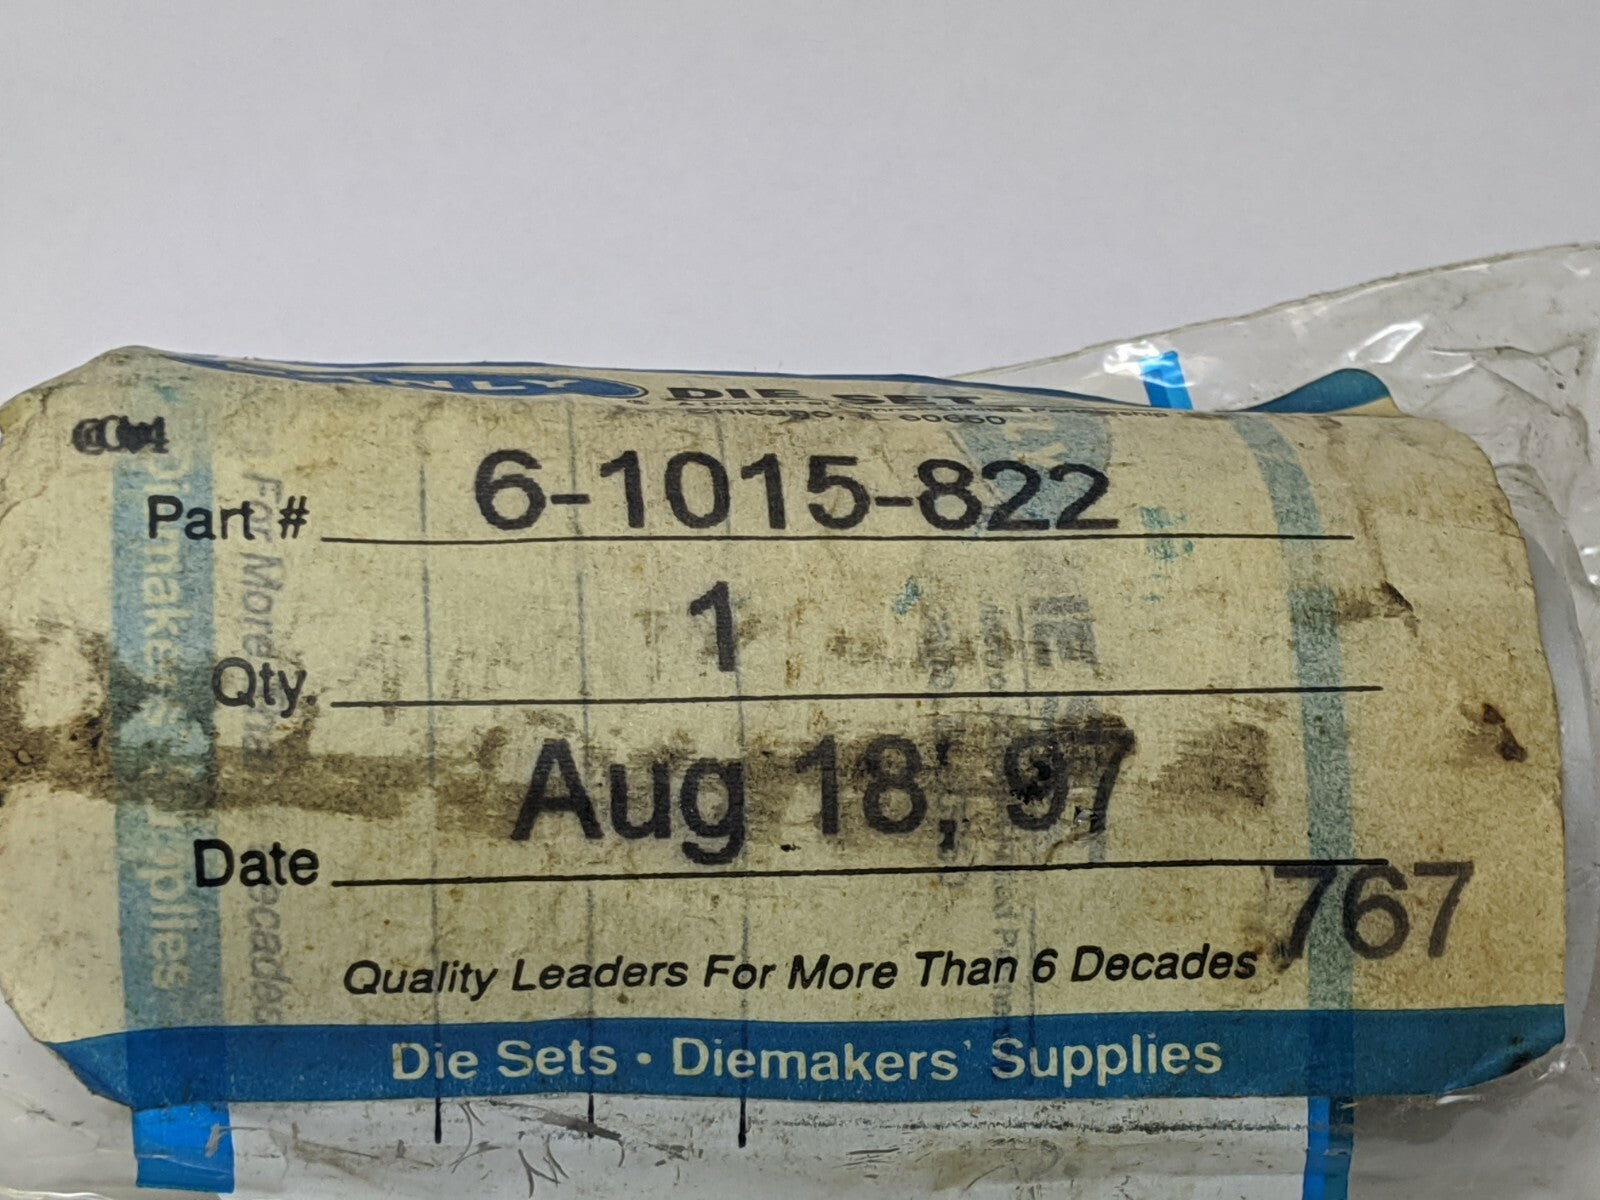 DIE SET
Part # 6-1015-822
Qty. 1
Date Aug 18', 97
767
Quality Leaders For More Than 6 Decades
Die Sets • Diemakers' Supplies